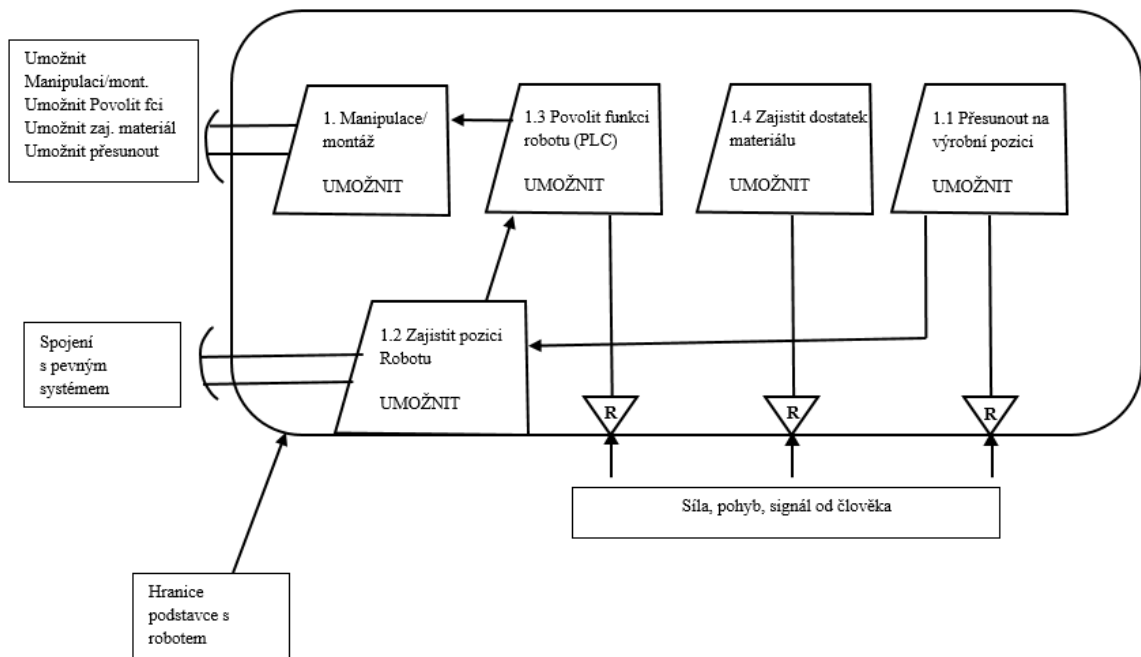 Umožnit
Manipulaci/mont.
Umožnit Povolit fci
Umožnit zaj. materiál
Umožnit přesunout
1. Manipulace/
montáž
UMOŽNIT
1.3 Povolit funkci
robotu (PLC)
UMOŽNIT
1.4 Zajistit dostatek
materiálu
UMOŽNIT
1.1 Přesunout na
výrobní pozici
UMOŽNIT
Spojení
s pevným
systémem
1.2 Zajistit pozici
Robotu
UMOŽNIT
R
R
R
Síla, pohyb, signál od člověka
Hranice
podstavce s
robotem